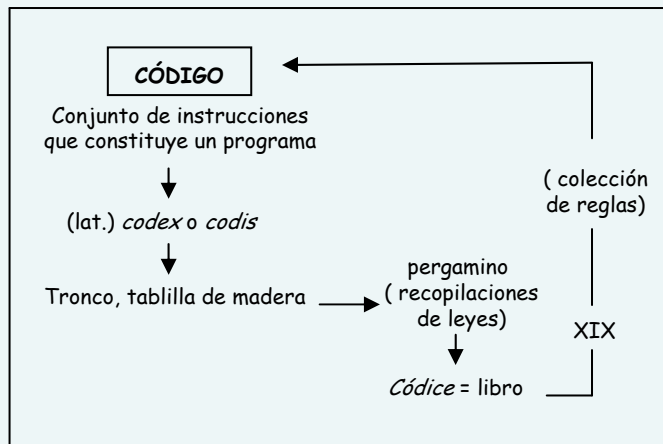 CÓDIGO
Conjunto de instrucciones
que constituye un programa
(lat.) codex o codis
Tronco, tablilla de madera
pergamino
( recopilaciones
de leyes)
Códice = libro
XIX
( colección
de reglas)